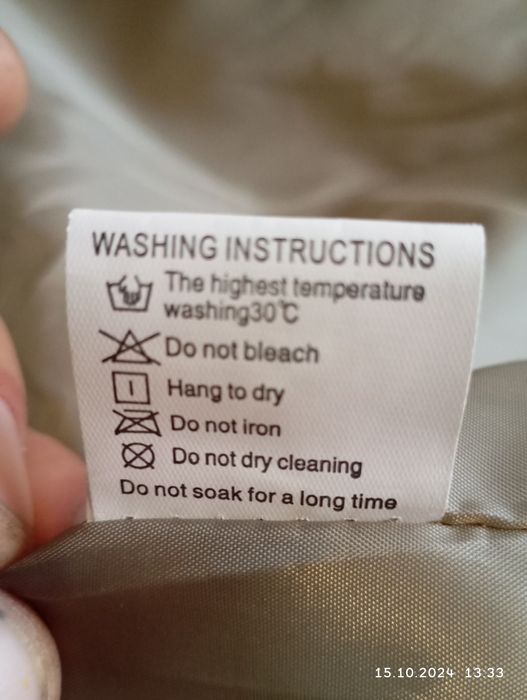 WASHING INSTRUCTIONS
The highest temperature
washing30℃
Do not bleach
Hang to dry
Do not iron
Do not dry cleaning
Do not soak for a long time
15.10.2024 13:33